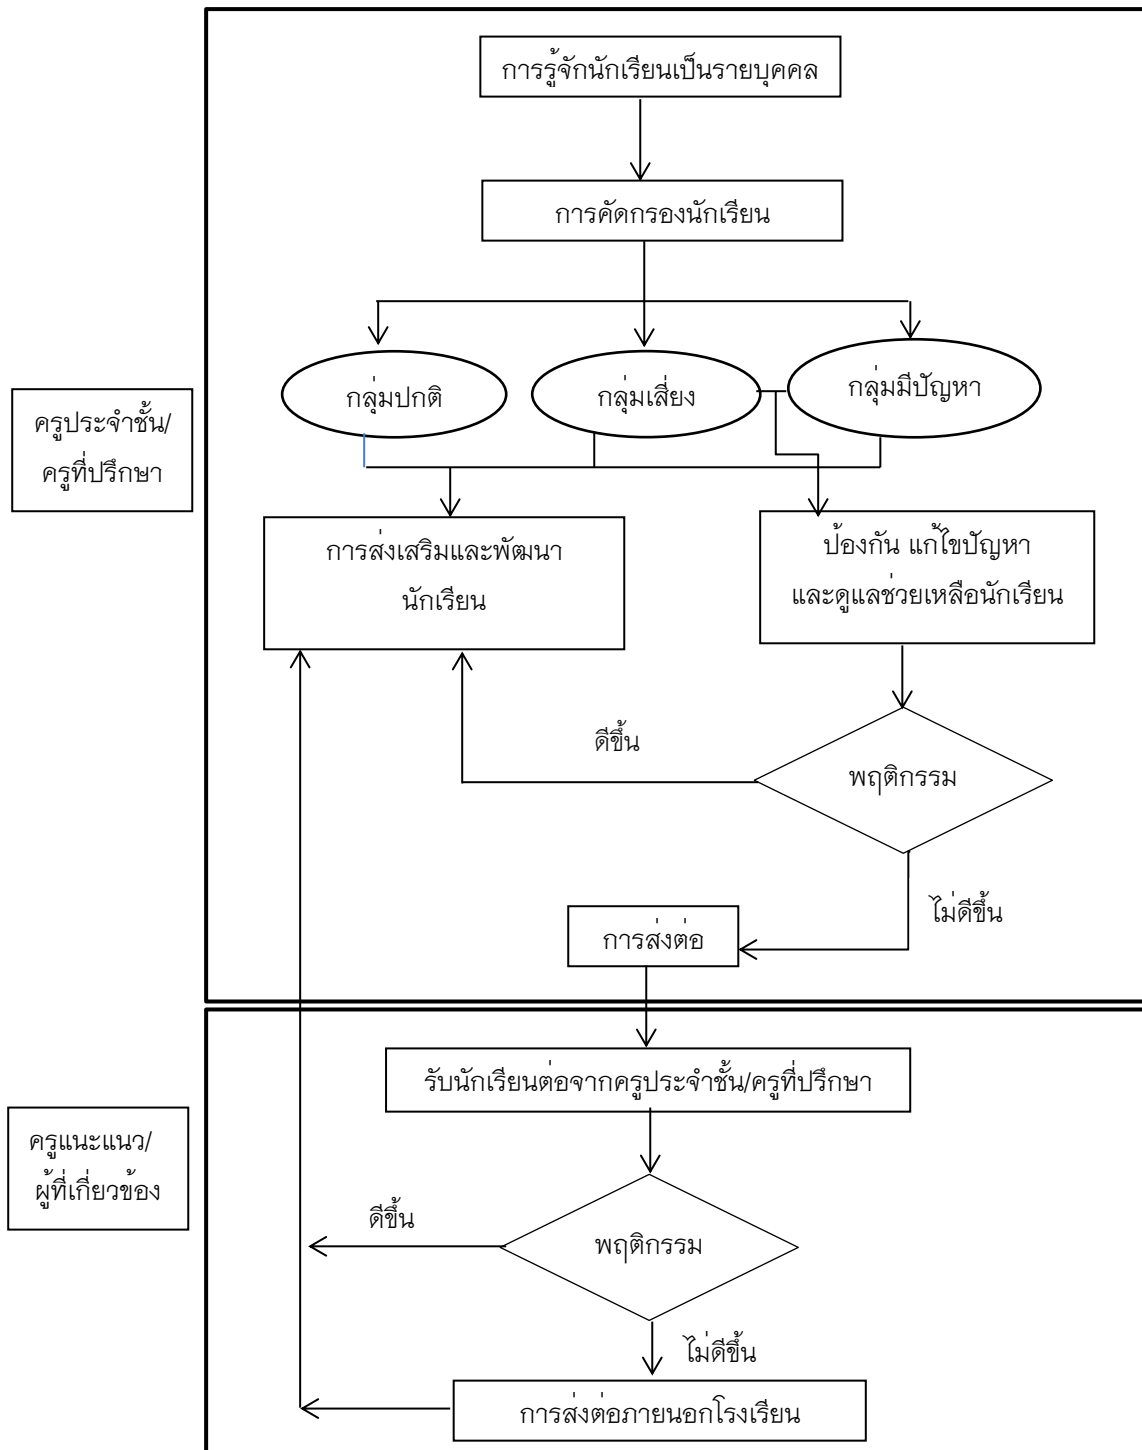 การรู้จักนักเรียนเป็นรายบุคคล
การคัดกรองนักเรียน
กลุ่มปกติ
กลุ่มเสี่ยง
กลุ่มมีปัญหา
ครูประจำชั้น/
ครูที่ปรึกษา
การส่งเสริมและพัฒนา
นักเรียน
ป้องกัน แก้ไขปัญหา
และดูแลช่วยเหลือนักเรียน
ดีขึ้น
พฤติกรรม
ไม่ดีขึ้น
การส่งต่อ
รับนักเรียนต่อจากครูประจำชั้น/ครูที่ปรึกษา
ครูแนะแนว/
ผู้ที่เกี่ยวข้อง
ดีขึ้น
พฤติกรรม
ไม่ดีขึ้น
การส่งต่อภายนอกโรงเรียน